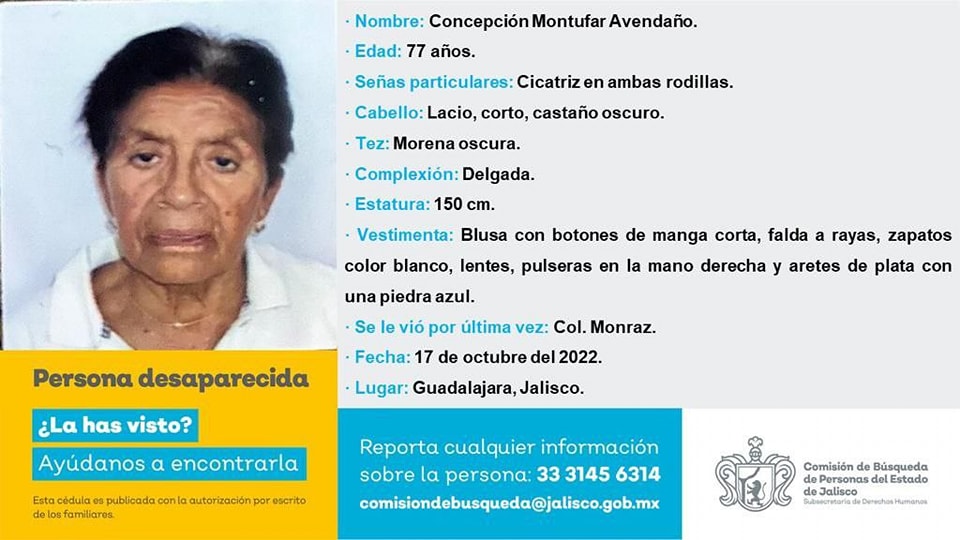 · Nombre: Concepción Montufar Avendaño.
· Edad: 77 años.
· Señas particulares: Cicatriz en ambas rodillas.
· Cabello: Lacio, corto, castaño oscuro.
· Tez: Morena oscura.
· Complexión: Delgada.
· Estatura: 150 cm.
· Vestimenta: Blusa con botones de manga corta, falda a rayas, zapatos
color blanco, lentes, pulseras en la mano derecha y aretes de plata con
una piedra azul.
· Se le vió por última vez: Col. Monraz.
· Fecha: 17 de octubre del 2022.
· Lugar: Guadalajara, Jalisco.
Persona desaparecida
¿La has visto?
Ayúdanos a encontrarla
Esta cédula es publicada con la autorización por escrito
de los familiares.
Reporta cualquier información
sobre la persona: 33 3145 6314
comisiondebusqueda@jalisco.gob.mx
Comisión de Búsqueda
de Personas del Estado
de Jalisco
Subsecretaría de Derechos Humanos